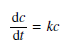 dc/dt = kc